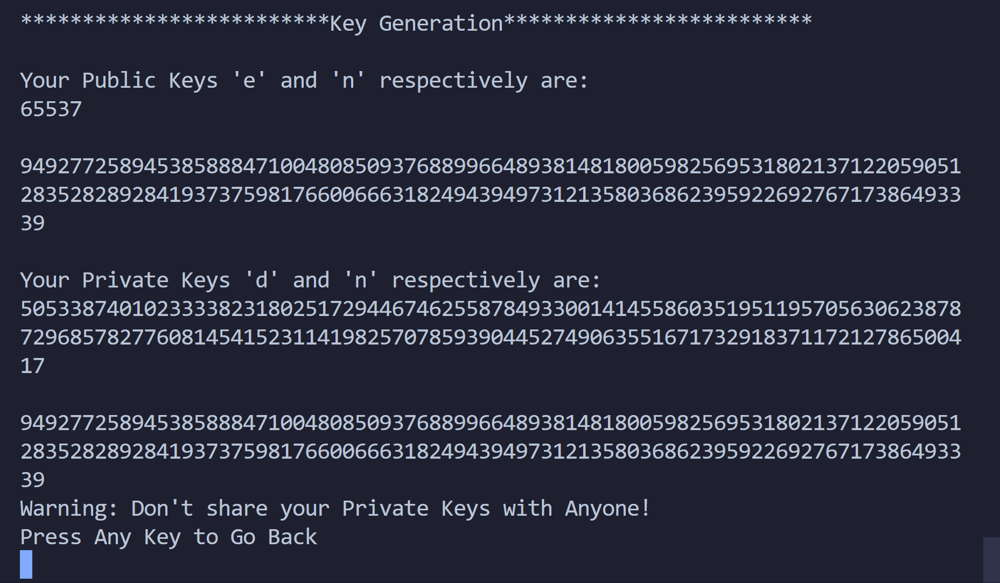 *************************Key Generation*************************
Your Public Keys 'e' and 'n' respectively are:
65537
9492772589453858884710048085093768899664893814818005982569531802137122059051
2835282892841937375981766006663182494394973121358036862395922692767173864933
39
Your Private Keys 'd' and 'n' respectively are:
5053387401023333823180251729446746255878493300141455860351951195705630623878
7296857827760814541523114198257078593904452749063551671732918371172127865004
17
9492772589453858884710048085093768899664893814818005982569531802137122059051
2835282892841937375981766006663182494394973121358036862395922692767173864933
39
Warning: Don't share your Private Keys with Anyone!
Press Any Key to Go Back